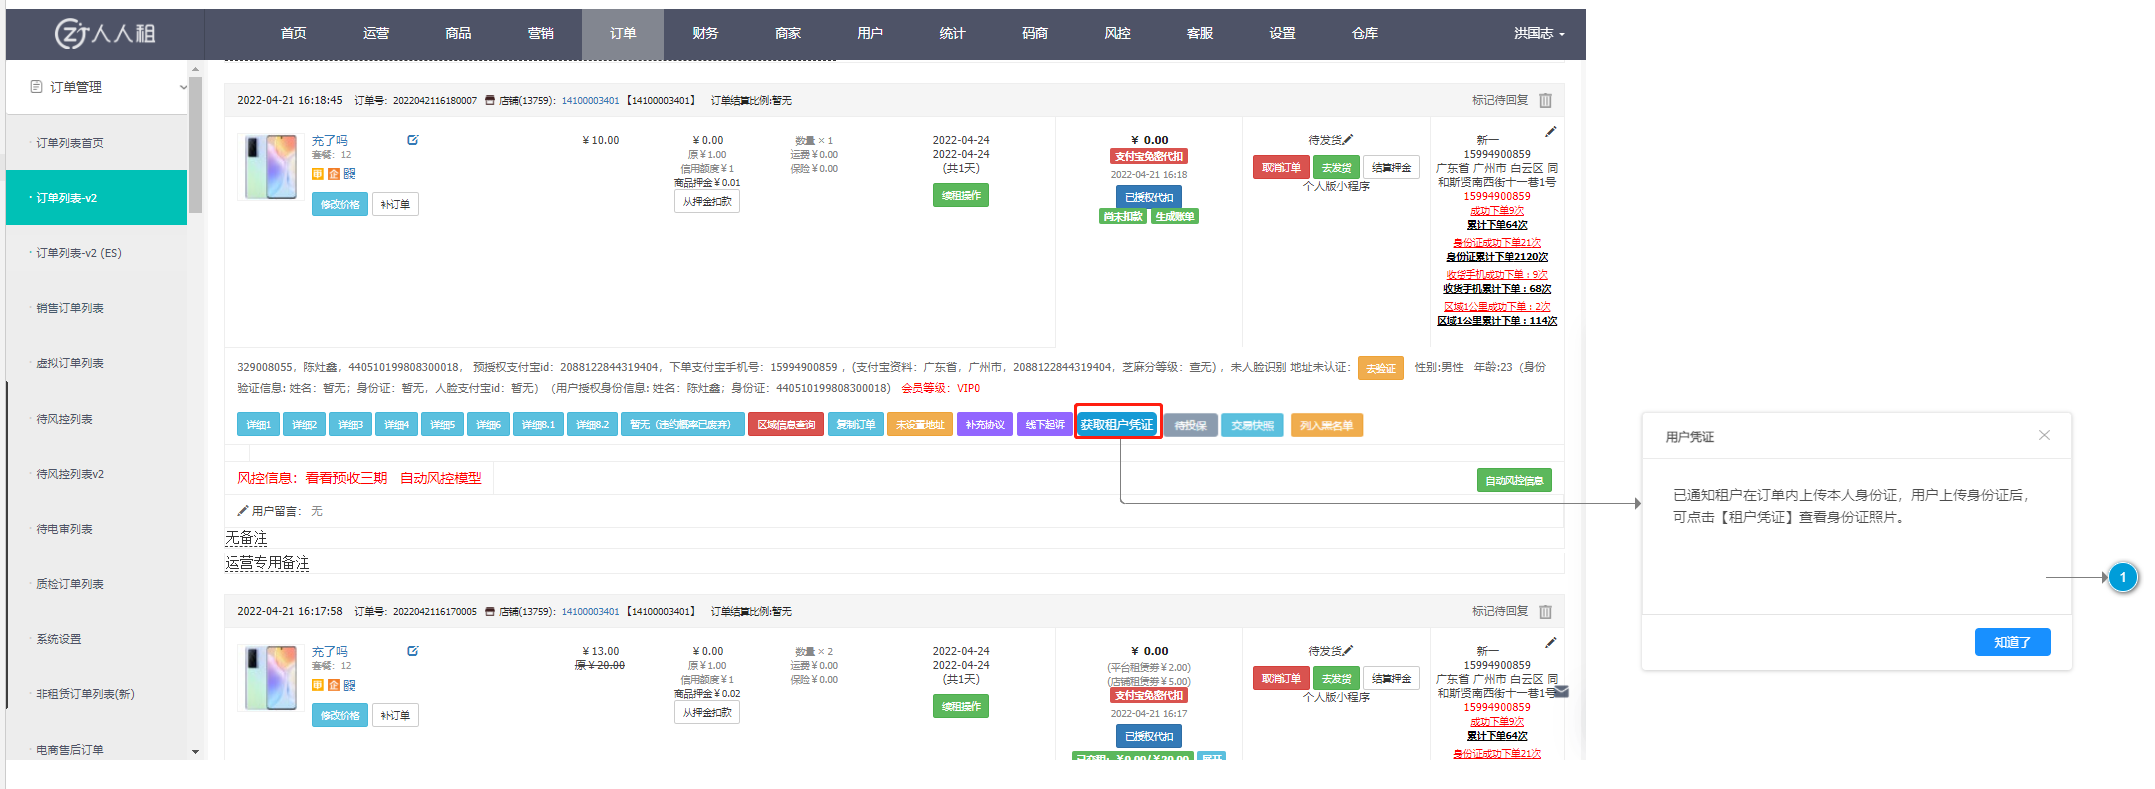 人人租
首页 运营 商品 营销 订单 财务 商家 用户 统计 码商 风控 客服 设置 仓库 洪国志
订单管理
订单列表首页
订单列表-v2
订单列表-v2 (ES)
销售订单列表
虚拟订单列表
待风控列表
待风控列表v2
待电审列表
质检订单列表
系统设置
非租赁订单列表(新)
电商售后订单
2022-04-21 16:18:45 订单号: 2022042116180007 店铺(13759): 14100003401 【14100003401】 订单结算比例:暂无 标记待回复
充了吗
套餐: 12
审 企
修改价格 补订单
¥10.00
¥0.00
原¥1.00
信用额度¥1
商品押金¥0.01
从押金扣款
数量 × 1
运费¥0.00
保险¥0.00
2022-04-24
2022-04-24
(共1天)
续租操作
¥ 0.00
支付宝免密代扣
2022-04-21 16:18
已授权代扣
尚未扣款 生成账单
待发货
取消订单 去发货 结算押金
个人版小程序
新一
15994900859
广东省 广州市 白云区 同
和斯贤南西街十一巷1号
15994900859
成功下单9次
累计下单64次
身份证成功下单21次
身份证累计下单2120次
收货手机成功下单：9次
收货手机累计下单：68次
区域1公里成功下单：2次
区域1公里累计下单：114次
329008055，陈灶鑫，440510199808300018， 预授权支付宝id：2088122844319404，下单支付宝手机号：15994900859 ，(支付宝资料：广东省，广州市，2088122844319404，芝麻分等级：查无)，未人脸识别 地址未认证： 去验证 性别:男性 年龄:23（身份
验证信息: 姓名：暂无；身份证：暂无，人脸支付宝id：暂无） (用户授权身份信息: 姓名：陈灶鑫；身份证：440510199808300018) 会员等级：VIP0
详细1 详细2 详细3 详细4 详细5 详细6 详细8.1 详细8.2 暂无（违约概率已废弃） 区域信息查询 复制订单 未设置地址 补充协议 线下起诉 获取租户凭证 待投保 交易快照 列入黑名单
风控信息：看看预收三期 自动风控模型 自动风控信息
用户留言： 无
无备注
运营专用备注
2022-04-21 16:17:58 订单号: 2022042116170005 店铺(13759): 14100003401 【14100003401】 订单结算比例:暂无 标记待回复
充了吗
套餐: 12
审 企
修改价格 补订单
¥13.00
原¥20.00
¥0.00
原¥1.00
信用额度¥1
商品押金¥0.02
从押金扣款
数量 × 2
运费¥0.00
保险¥0.00
2022-04-24
2022-04-24
(共1天)
续租操作
¥ 0.00
(平台租赁券¥2.00)
(店铺租赁券¥5.00)
支付宝免密代扣
2022-04-21 16:17
已授权代扣
待发货
取消订单 去发货 结算押金
个人版小程序
新一
15994900859
广东省 广州市 白云区 同
和斯贤南西街十一巷1号
15994900859
成功下单9次
累计下单64次
身份证成功下单21次
用户凭证
已通知租户在订单内上传本人身份证，用户上传身份证后，
可点击【租户凭证】查看身份证照片。
知道了
1